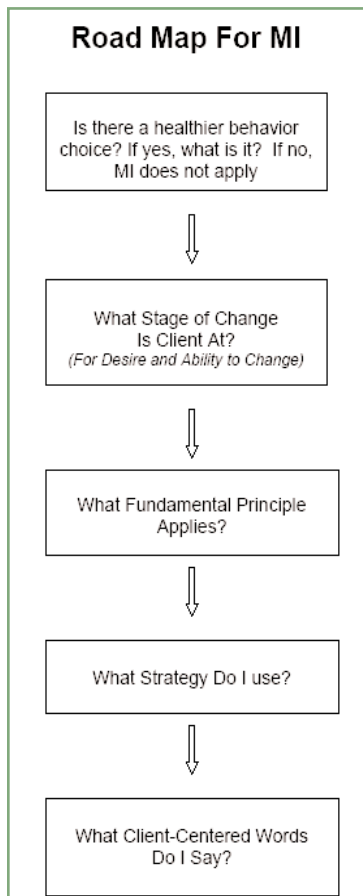 Road Map For MI
Is there a healthier behavior
choice? If yes, what is it?  If no,
MI does not apply
What Stage of Change
Is Client At?
(For Desire and Ability to Change)
What Fundamental Principle
Applies?
What Strategy Do I use?
What Client-Centered Words
Do I Say?